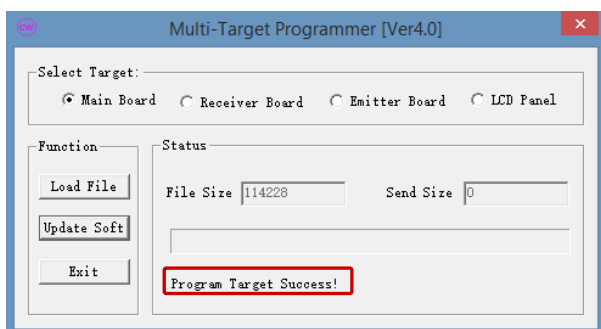 CW
Multi-Target Programmer [Ver4.0]
Select Target:
Main Board Receiver Board Emitter Board LCD Panel
Function
Status
Load File
File Size 114228 Send Size 0
Update Soft
Exit
Program Target Success!